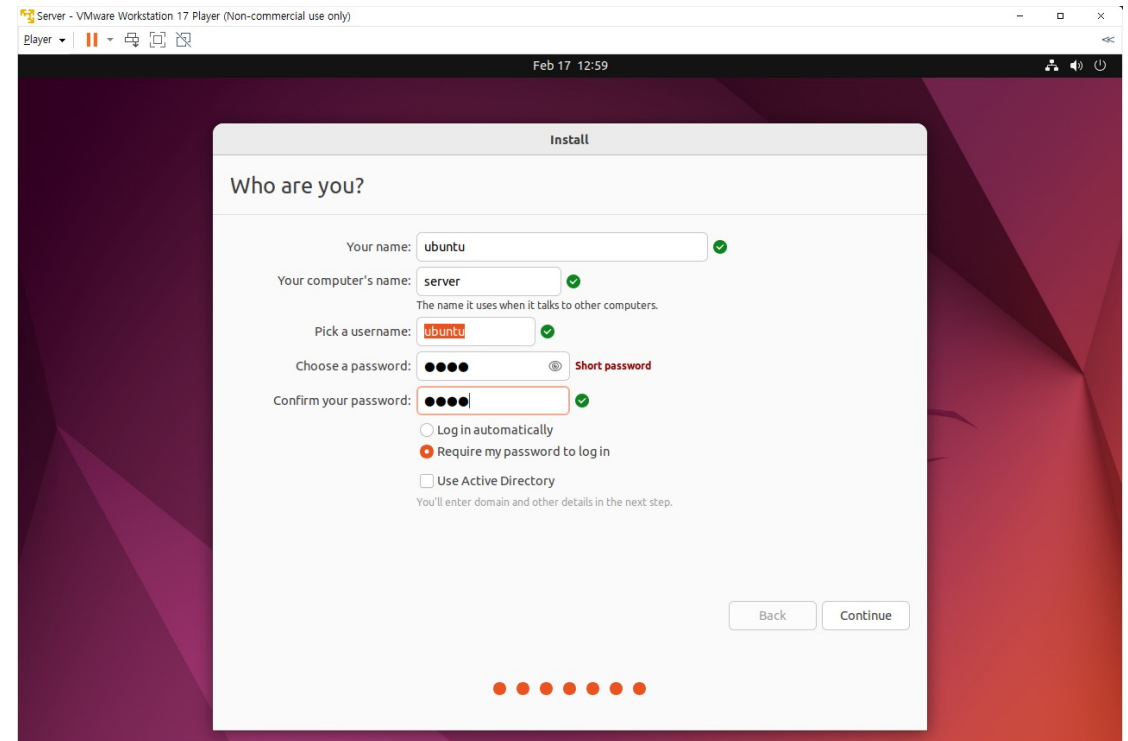 Server - VMware Workstation 17 Player (Non-commercial use only)
Player
Feb 17 12:59
Install
Who are you?
Your name: ubuntu
Your computer's name: server
The name it uses when it talks to other computers.
Pick a username: ubuntu
Choose a password: ●●●● Short password
Confirm your password: ●●●●
Log in automatically
Require my password to log in
Use Active Directory
You'll enter domain and other details in the next step.
Back Continue